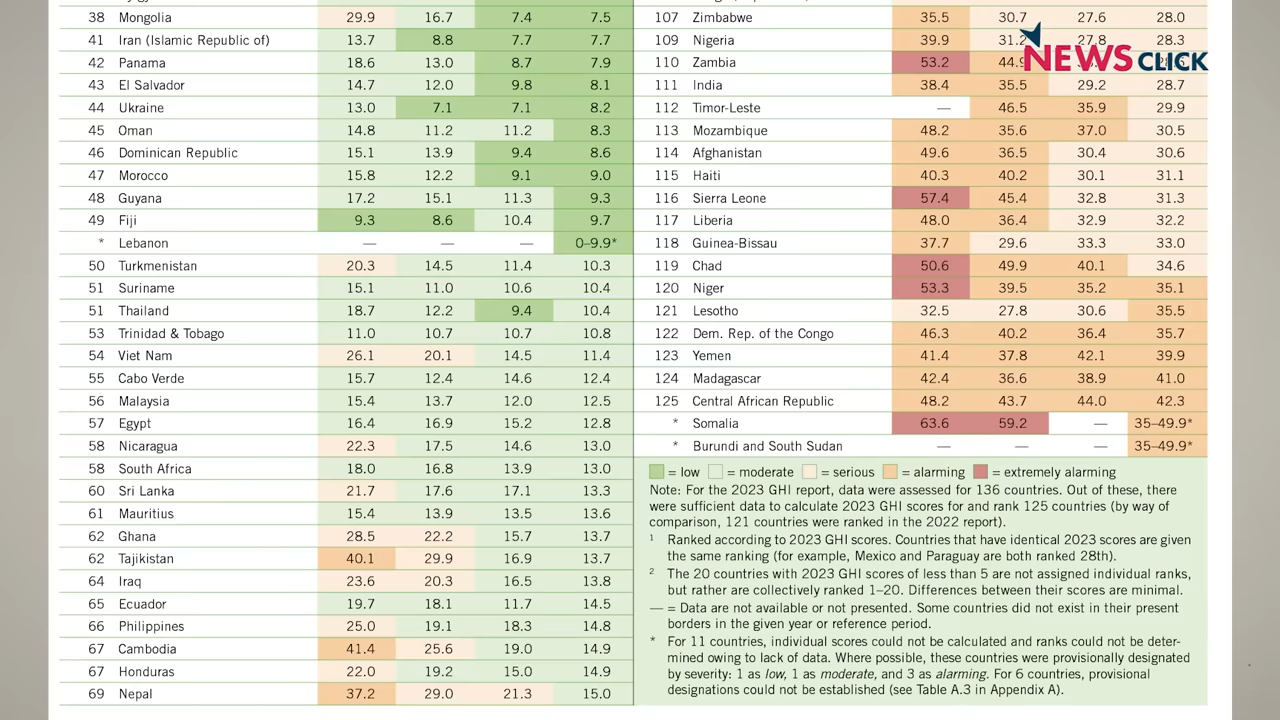 38 Mongolia 29.9 16.7 7.4 7.5
41 Iran (Islamic Republic of) 13.7 8.8 7.7 7.7
42 Panama 18.6 13.0 8.7 7.9
43 El Salvador 14.7 12.0 9.8 8.1
44 Ukraine 13.0 7.1 7.1 8.2
45 Oman 14.8 11.2 11.2 8.3
46 Dominican Republic 15.1 13.9 9.4 8.6
47 Morocco 15.8 12.2 9.1 9.0
48 Guyana 17.2 15.1 11.3 9.3
49 Fiji 9.3 8.6 10.4 9.7
* Lebanon — — — 0–9.9*
50 Turkmenistan 20.3 14.5 11.4 10.3
51 Suriname 15.1 11.0 10.6 10.4
51 Thailand 18.7 12.2 9.4 10.4
53 Trinidad & Tobago 11.0 10.7 10.7 10.8
54 Viet Nam 26.1 20.1 14.5 11.4
55 Cabo Verde 15.7 12.4 14.6 12.4
56 Malaysia 15.4 13.7 12.0 12.5
57 Egypt 16.4 16.9 15.2 12.8
58 Nicaragua 22.3 17.5 14.6 13.0
58 South Africa 18.0 16.8 13.9 13.0
60 Sri Lanka 21.7 17.6 17.1 13.3
61 Mauritius 15.4 13.9 13.5 13.6
62 Ghana 28.5 22.2 15.7 13.7
62 Tajikistan 40.1 29.9 16.9 13.7
64 Iraq 23.6 20.3 16.5 13.8
65 Ecuador 19.7 18.1 11.7 14.5
66 Philippines 25.0 19.1 18.3 14.8
67 Cambodia 41.4 25.6 19.0 14.9
67 Honduras 22.0 19.2 15.0 14.9
69 Nepal 37.2 29.0 21.3 15.0
107 Zimbabwe 35.5 30.7 27.6 28.0
109 Nigeria 39.9 31.2 27.8 28.3
110 Zambia 53.2 44.9
NEWSCLICK
111 India 38.4 35.5 29.2 28.7
112 Timor-Leste — 46.5 35.9 29.9
113 Mozambique 48.2 35.6 37.0 30.5
114 Afghanistan 49.6 36.5 30.4 30.6
115 Haiti 40.3 40.2 30.1 31.1
116 Sierra Leone 57.4 45.4 32.8 31.3
117 Liberia 48.0 36.4 32.9 32.2
118 Guinea-Bissau 37.7 29.6 33.3 33.0
119 Chad 50.6 49.9 40.1 34.6
120 Niger 53.3 39.5 35.2 35.1
121 Lesotho 32.5 27.8 30.6 35.5
122 Dem. Rep. of the Congo 46.3 40.2 36.4 35.7
123 Yemen 41.4 37.8 42.1 39.9
124 Madagascar 42.4 36.6 38.9 41.0
125 Central African Republic 48.2 43.7 44.0 42.3
* Somalia 63.6 59.2 — 35–49.9*
* Burundi and South Sudan — — — 35–49.9*
= low = moderate = serious = alarming = extremely alarming
Note: For the 2023 GHI report, data were assessed for 136 countries. Out of these, there
were sufficient data to calculate 2023 GHI scores for and rank 125 countries (by way of
comparison, 121 countries were ranked in the 2022 report).
1 Ranked according to 2023 GHI scores. Countries that have identical 2023 scores are given
the same ranking (for example, Mexico and Paraguay are both ranked 28th).
2 The 20 countries with 2023 GHI scores of less than 5 are not assigned individual ranks,
but rather are collectively ranked 1–20. Differences between their scores are minimal.
— = Data are not available or not presented. Some countries did not exist in their present
borders in the given year or reference period.
* For 11 countries, individual scores could not be calculated and ranks could not be deter-
mined owing to lack of data. Where possible, these countries were provisionally designated
by severity: 1 as low, 1 as moderate, and 3 as alarming. For 6 countries, provisional
designations could not be established (see Table A.3 in Appendix A).